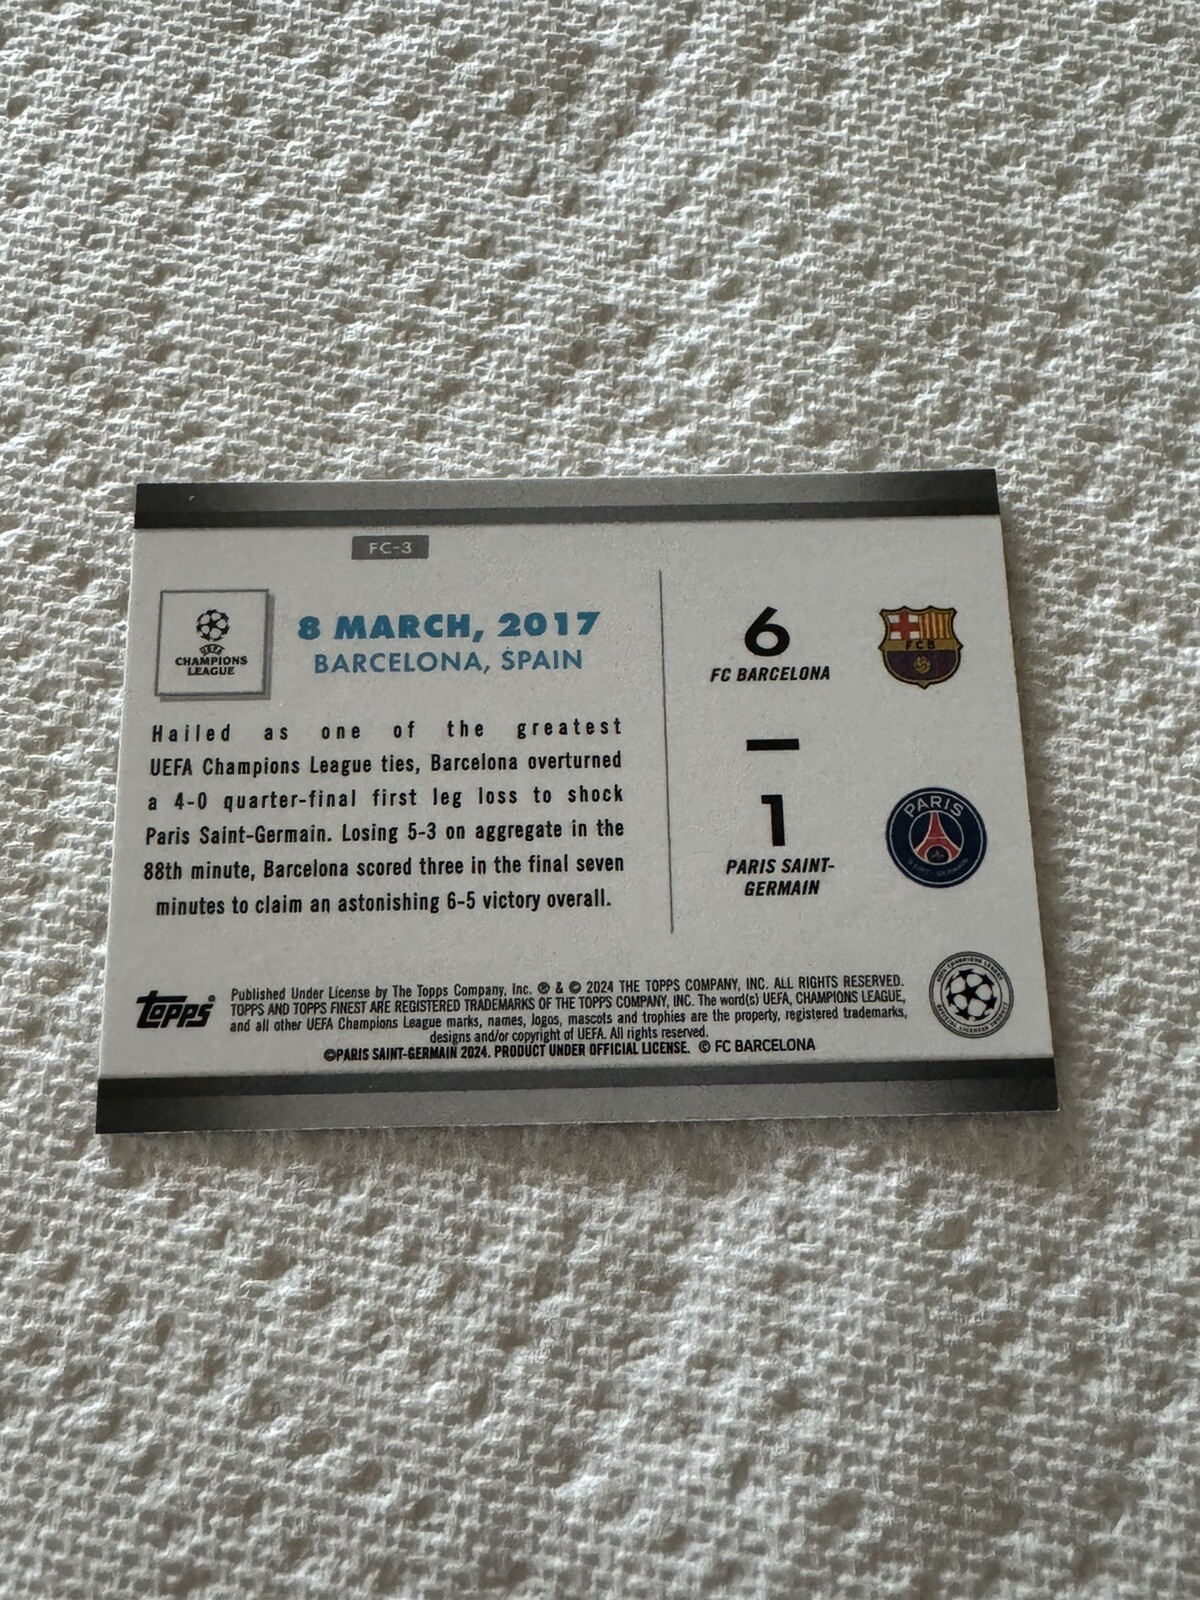 FC-3
UEFA
CHAMPIONS
LEAGUE
8 MARCH, 2017
BARCELONA, SPAIN
Hailed as one of the greatest
UEFA Champions League ties, Barcelona overturned
a 4-0 quarter-final first leg loss to shock
Paris Saint-Germain. Losing 5-3 on aggregate in the
88th minute, Barcelona scored three in the final seven
minutes to claim an astonishing 6-5 victory overall.
6
FC BARCELONA
FCB
–
1
PARIS SAINT-
GERMAIN
PARIS
SAINT-GERMAIN
topps®
Published Under License by The Topps Company, Inc. ® & © 2024 THE TOPPS COMPANY, INC. ALL RIGHTS RESERVED.
TOPPS AND TOPPS FINEST ARE REGISTERED TRADEMARKS OF THE TOPPS COMPANY, INC. The word(s) UEFA, CHAMPIONS LEAGUE,
and all other UEFA Champions League marks, names, logos, mascots and trophies are the property, registered trademarks,
designs and/or copyright of UEFA. All rights reserved.
©PARIS SAINT-GERMAIN 2024. PRODUCT UNDER OFFICIAL LICENSE. © FC BARCELONA